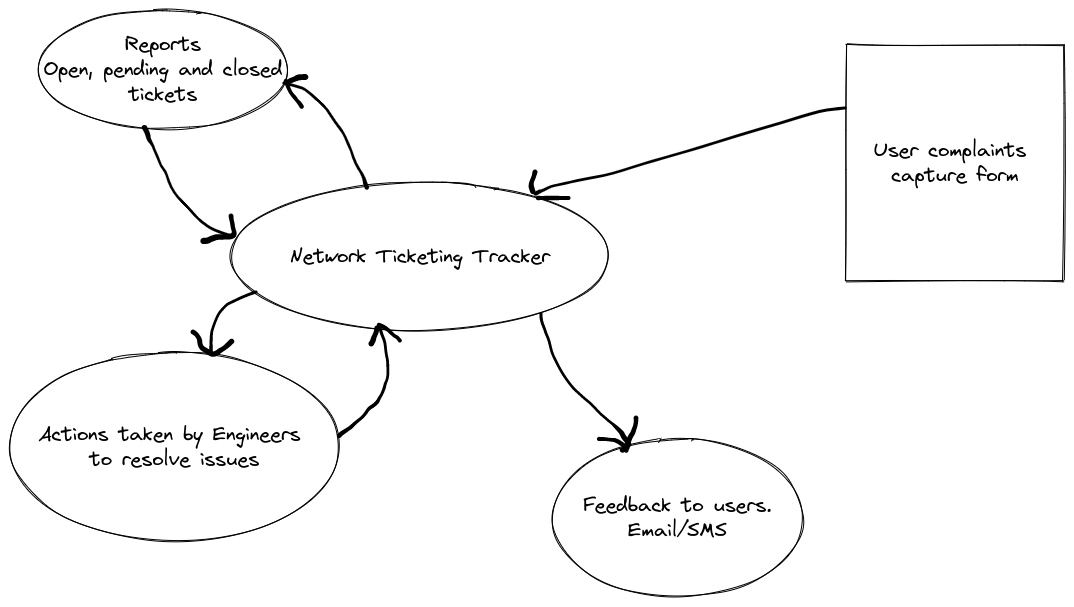 Reports
Open, pending and closed
tickets
User complaints
capture form
Network Ticketing Tracker
Actions taken by Engineers
to resolve issues
Feedback to users.
Email/SMS